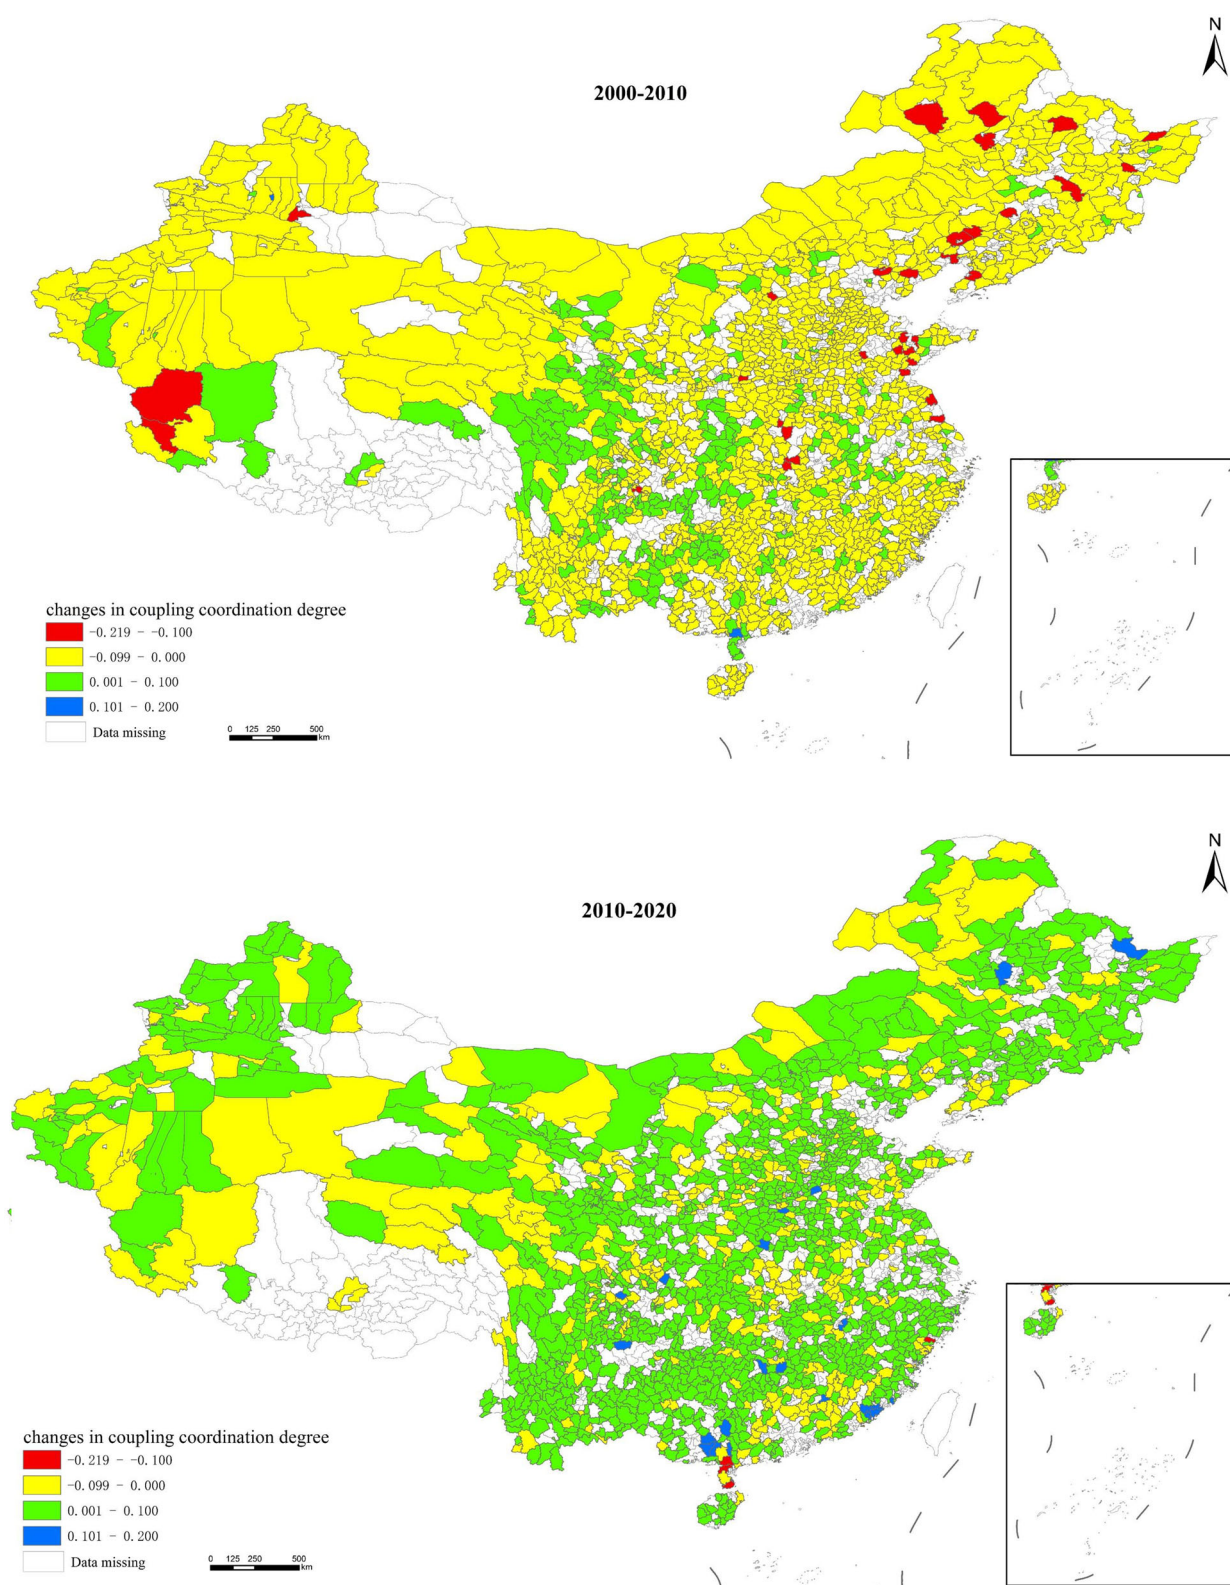 N
2000-2010
changes in coupling coordination degree
-0.219 - -0.100
-0.099 - 0.000
0.001 - 0.100
0.101 - 0.200
Data missing
0 125 250 500
km
N
2010-2020
changes in coupling coordination degree
-0.219 - -0.100
-0.099 - 0.000
0.001 - 0.100
0.101 - 0.200
Data missing
0 125 250 500
km